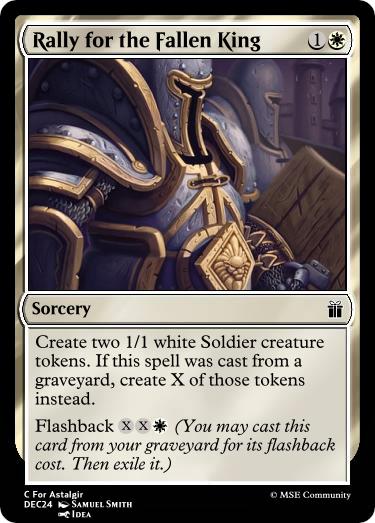 Rally for the Fallen King 1
Sorcery
Create two 1/1 white Soldier creature
tokens. If this spell was cast from a
graveyard, create X of those tokens
instead.
Flashback X X (You may cast this
card from your graveyard for its flashback
cost. Then exile it.)
C For Astalgir
DEC24 Samuel Smith © MSE Community
Idea